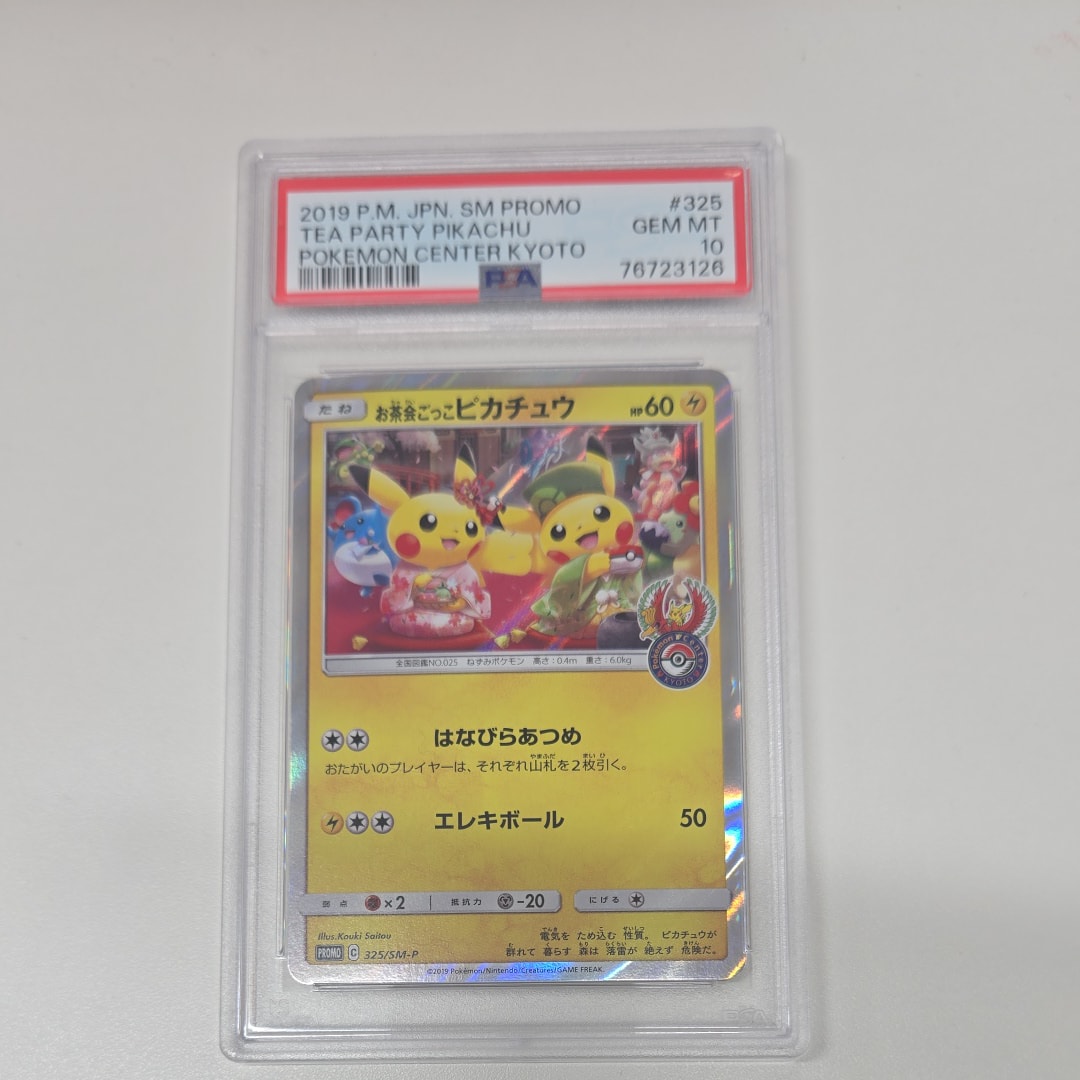 2019 P.M. JPN. SM PROMO #325
TEA PARTY PIKACHU GEM MT
POKEMON CENTER KYOTO 10
PSA 76723126
たね お茶会ごっこピカチュウ HP60
全国図鑑NO.025 ねずみポケモン 高さ:0.4m 重さ:6.0kg
Pokémon Center
KYOTO
はなびらあつめ
おたがいのプレイヤーは、それぞれ山札を2枚引く。
エレキボール 50
弱点 ×2 抵抗力 -20 にげる
Illus.Kouki Saitou
電気を ため込む 性質。 ピカチュウが
群れて 暮らす 森は 落雷が 絶えず 危険だ。
PROMO C 325/SM-P
©2019 Pokémon/Nintendo/Creatures/GAME FREAK.